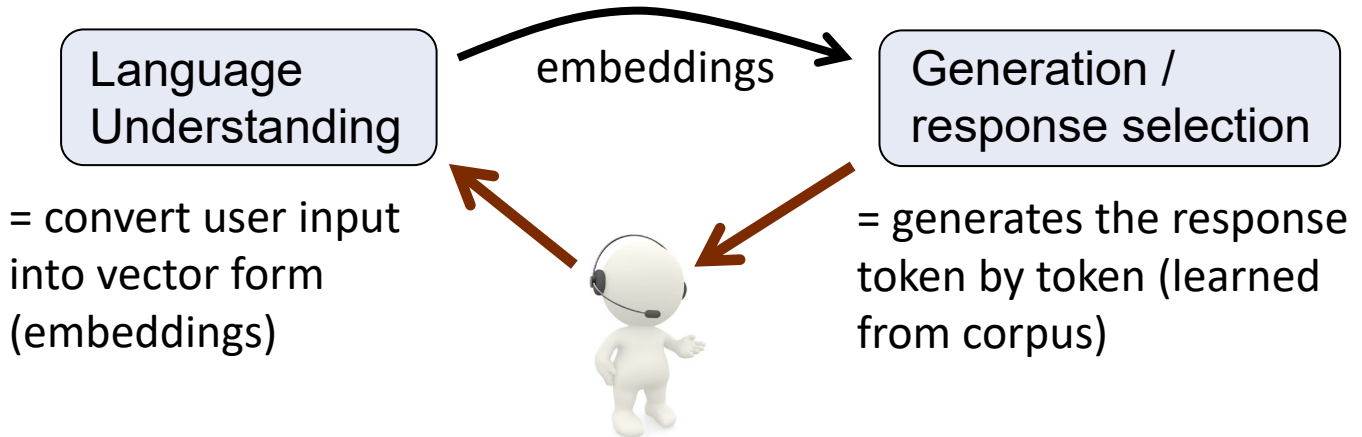 Language
Understanding
embeddings
Generation /
response selection
= convert user input
into vector form
(embeddings)
= generates the response
token by token (learned
from corpus)